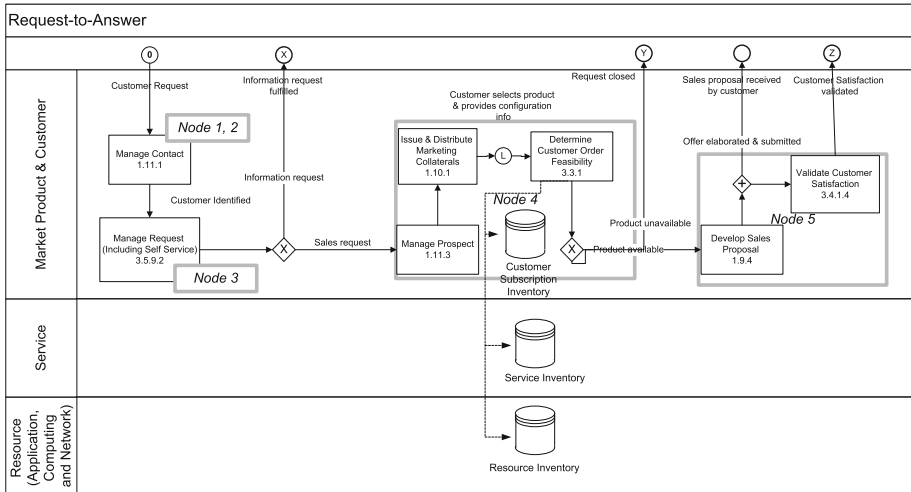 Request-to-Answer
0
X
Y
Z
Customer Request
Information request
fulfilled
Request closed
Sales proposal received
by customer
Customer Satisfaction
validated
Customer selects product
& provides configuration
info
Market Product & Customer
Node 1, 2
Manage Contact
1.11.1
Issue & Distribute
Marketing
Collaterals
1.10.1
L
Determine
Customer Order
Feasibility
3.3.1
Offer elaborated & submitted
Validate Customer
Satisfaction
3.4.1.4
Information request
Customer Identified
Node 4
Node 5
Product unavailable
Manage Request
(Including Self Service)
3.5.9.2
X
Sales request
Manage Prospect
1.11.3
X
Product available
Develop Sales
Proposal
1.9.4
Node 3
Customer
Subscription
Inventory
Service
Service Inventory
Resource
(Application,
Computing
and Network)
Resource Inventory